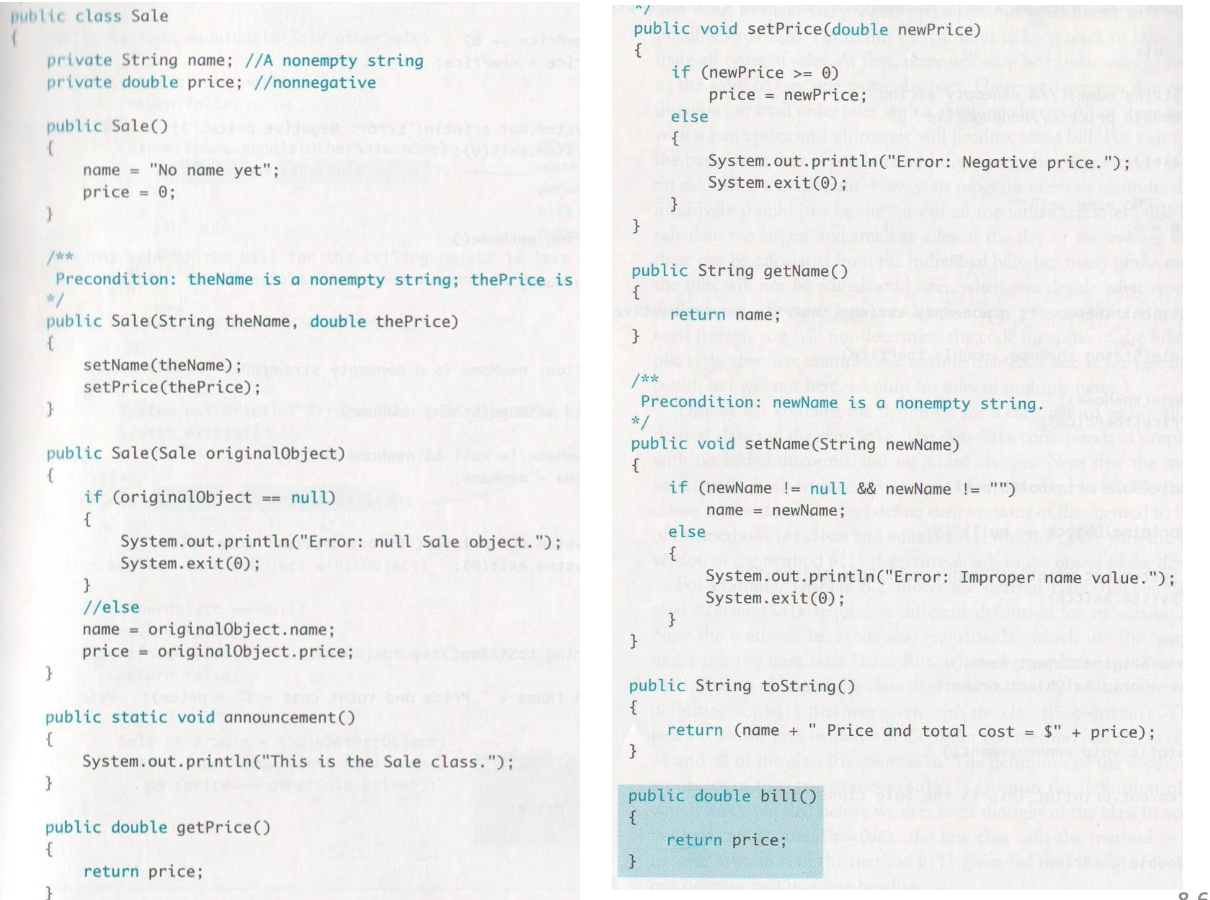 public class Sale
{
private String name; //A nonempty string
private double price; //nonnegative
public Sale()
{
name = "No name yet";
price = 0;
}
/**
Precondition: theName is a nonempty string; thePrice is
*/
public Sale(String theName, double thePrice)
{
setName(theName);
setPrice(thePrice);
}
public Sale(Sale originalObject)
{
if (originalObject == null)
{
System.out.println("Error: null Sale object.");
System.exit(0);
}
//else
name = originalObject.name;
price = originalObject.price;
}
public static void announcement()
{
System.out.println("This is the Sale class.");
}
public double getPrice()
{
return price;
}
*/
public void setPrice(double newPrice)
{
if (newPrice >= 0)
price = newPrice;
else
{
System.out.println("Error: Negative price.");
System.exit(0);
}
}
public String getName()
{
return name;
}
/**
Precondition: newName is a nonempty string.
*/
public void setName(String newName)
{
if (newName != null && newName != "")
name = newName;
else
{
System.out.println("Error: Improper name value.");
System.exit(0);
}
}
public String toString()
{
return (name + " Price and total cost = $" + price);
}
public double bill()
{
return price;
}